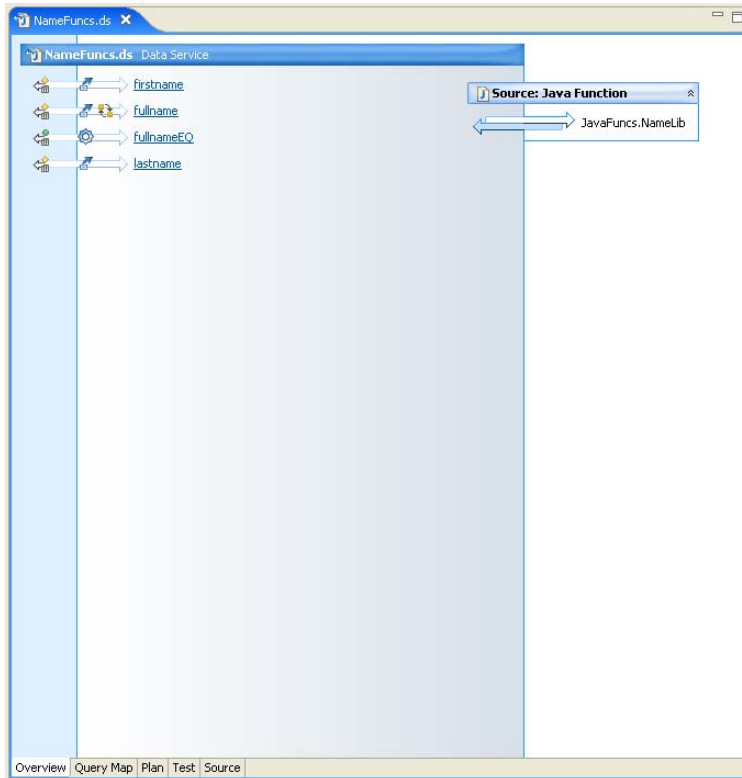 NameFuncs.ds
NameFuncs.ds Data Service
firstname
fullname
fullnameEQ
lastname
Source: Java Function
JavaFuncs.NameLib
Overview Query Map Plan Test Source